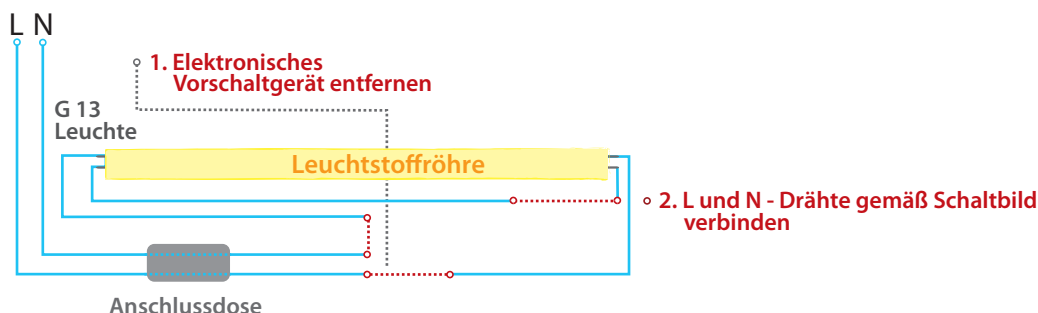 L N
1. Elektronisches
Vorschaltgerät entfernen
G 13
Leuchte
Leuchtstoffröhre
2. L und N - Drähte gemäß Schaltbild
verbinden
Anschlussdose